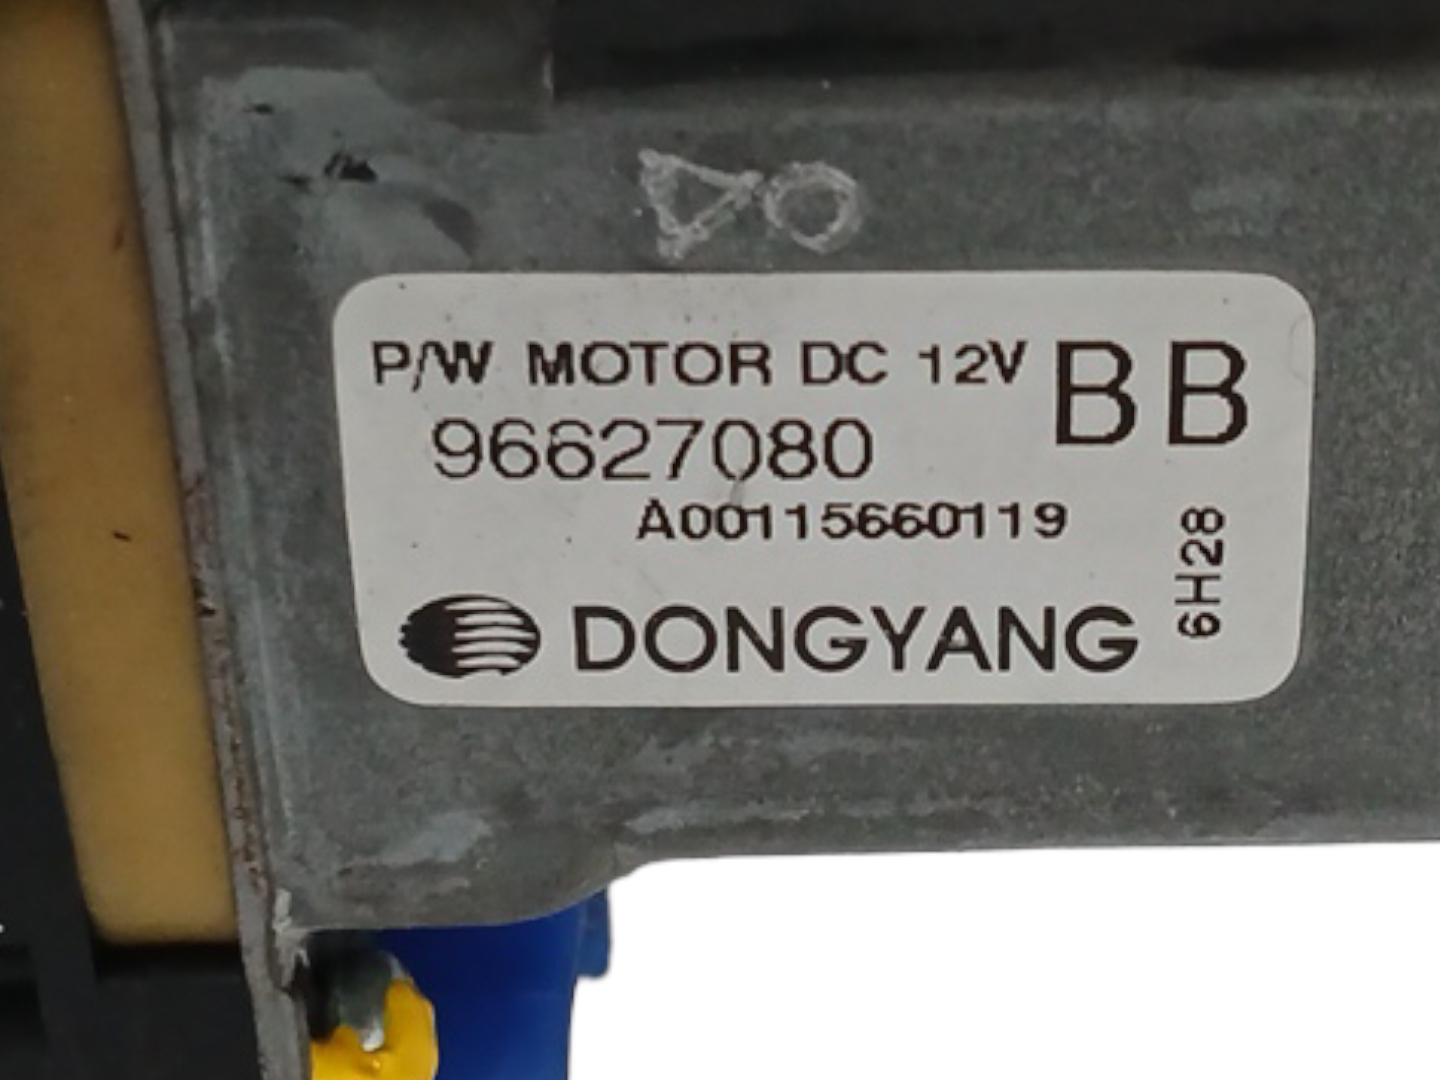 P/W MOTOR DC 12V BB
96627080
A00115660119
6H28
DONGYANG